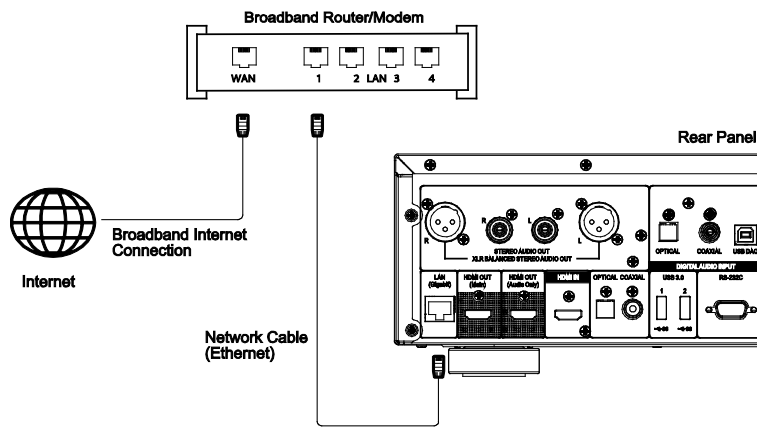 Broadband Router/Modem
WAN 1 2 LAN 3 4
Rear Panel
R L
R L
STEREO AUDIO OUT
XLR BALANCED STEREO AUDIO OUT
OPTICAL COAXIAL USB DAC
DIGITAL AUDIO INPUT
LAN
(Gigabit)
HDMI OUT
(Main)
HDMI OUT
(Audio Only)
HDMI IN
OPTICAL COAXIAL
USB 3.0
1 2
RS-232C
Broadband Internet
Connection
Internet
Network Cable
(Ethernet)